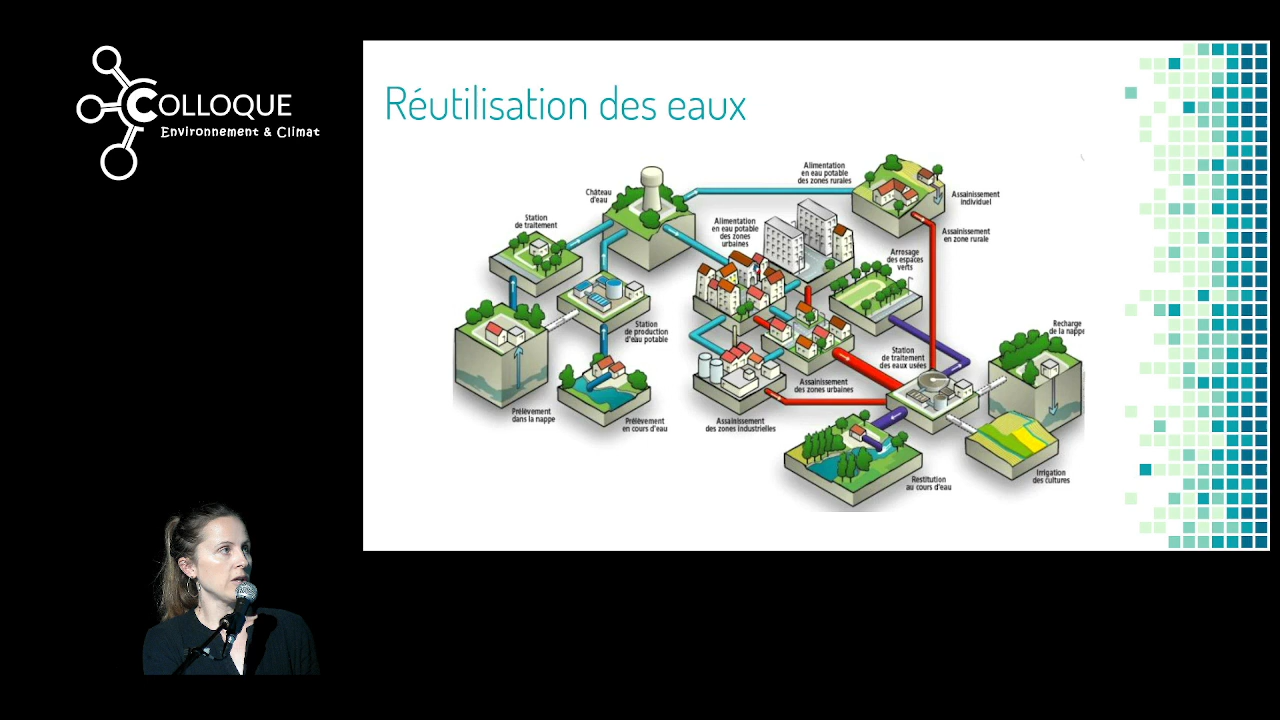 COLLOQUE
Environnement & Climat
Réutilisation des eaux
Alimentation
en eau potable
des zones rurales
Château
d'eau
Assainissement
individuel
Station
de traitement
Alimentation
en eau potable
des zones
urbaines
Assainissement
en zone rurale
Arrosage
des espaces
verts
Station
de production
d'eau potable
Recharge
de la nappe
Station
de traitement
des eaux usées
Assainissement
des zones urbaines
Prélèvement
dans la nappe
Prélèvement
en cours d'eau
Assainissement
des zones industrielles
Restitution
au cours d'eau
Irrigation
des cultures